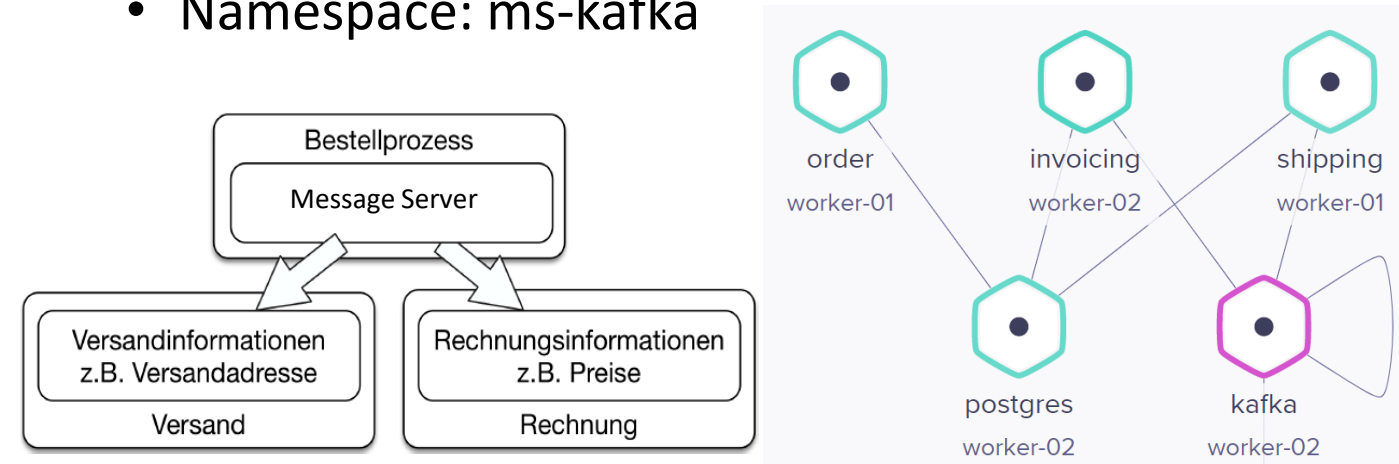 • Namespace: ms-kafka
Bestellprozess
Message Server
Versandinformationen
z.B. Versandadresse
Versand
Rechnungsinformationen
z.B. Preise
Rechnung
order
worker-01
invoicing
worker-02
shipping
worker-01
postgres
worker-02
kafka
worker-02